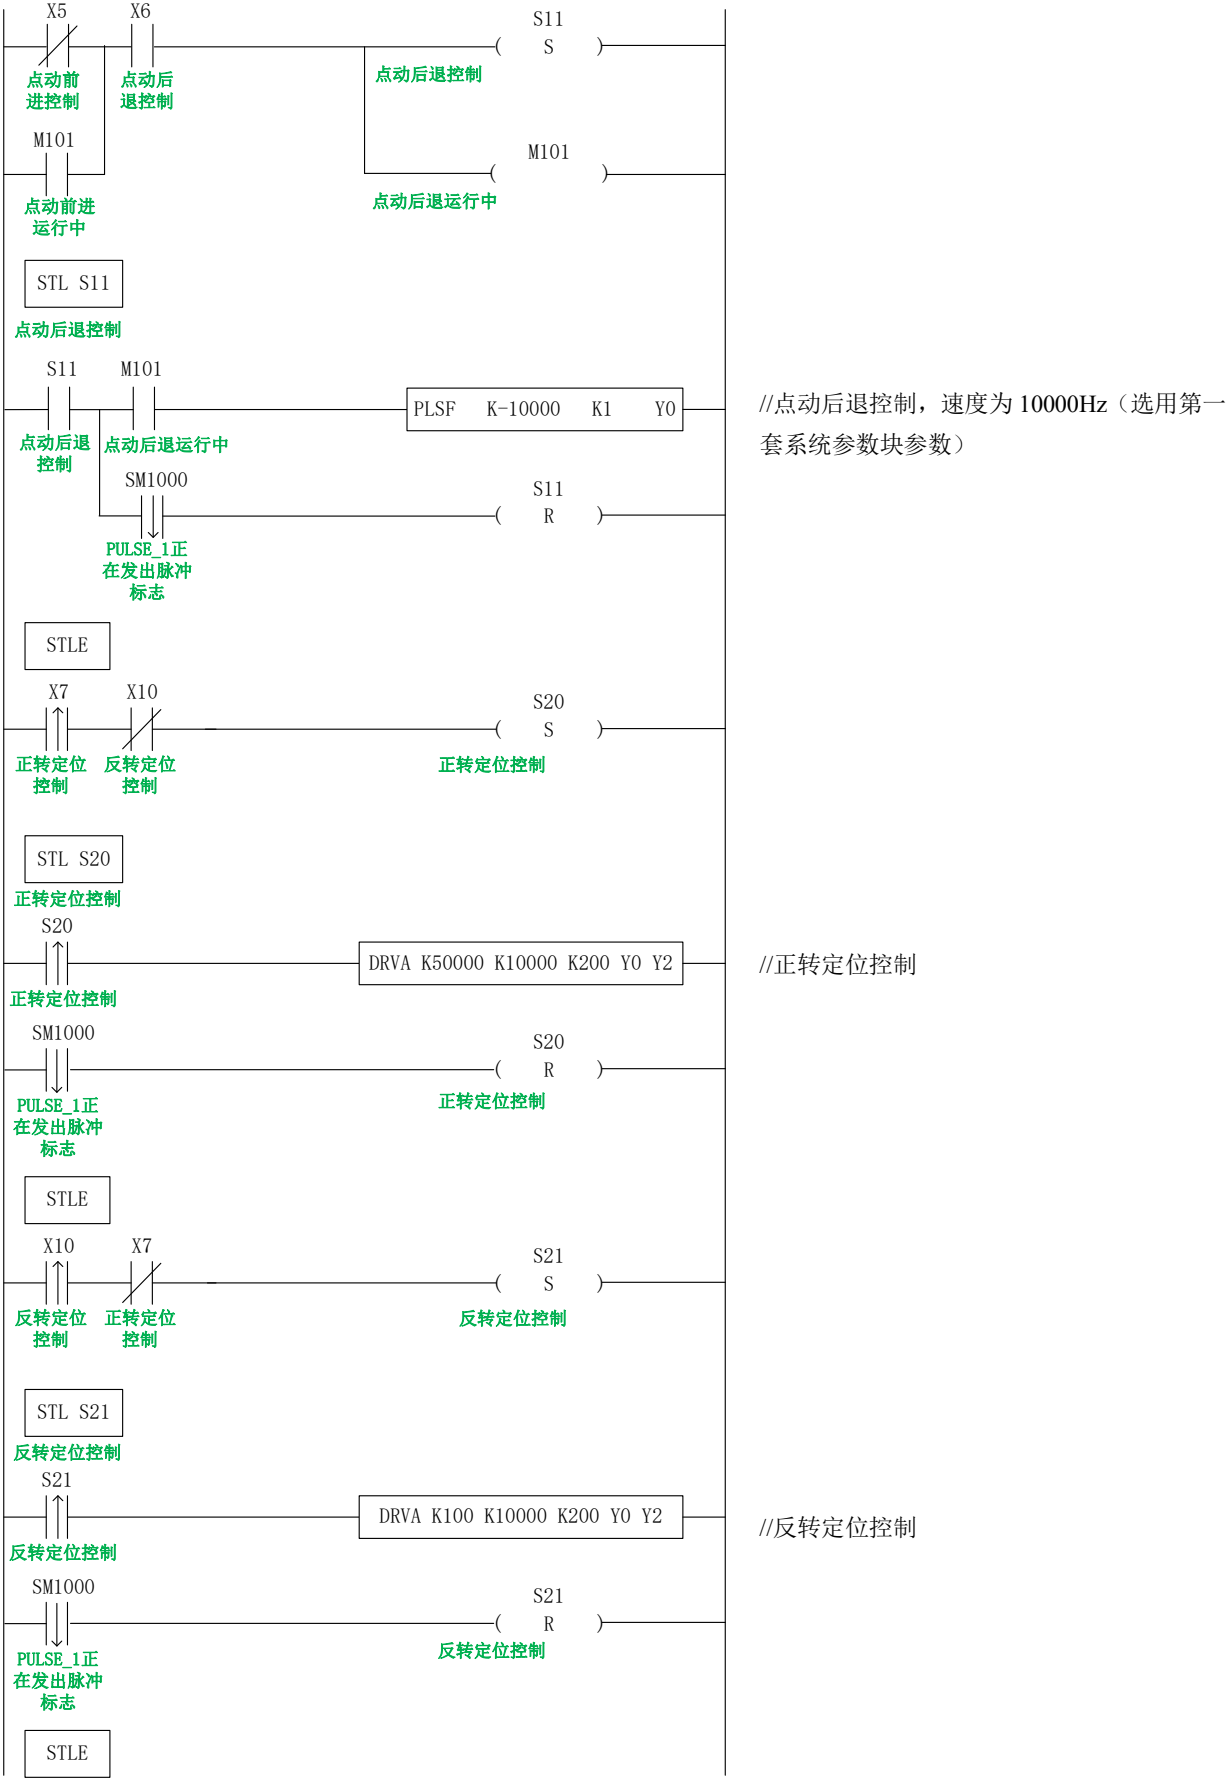 X5 X6 S11
( S )
点动前 点动后 点动后退控制
进控制 退控制
M101 M101
( )
点动前进 点动后退运行中
运行中
STL S11
点动后退控制
S11 M101
PLSF K-10000 K1 Y0 //点动后退控制，速度为 10000Hz（选用第一
套系统参数块参数）
点动后退 点动后退运行中
控制
SM1000 S11
( R )
PULSE_1正
在发出脉冲
标志
STLE
X7 X10 S20
( S )
正转定位 反转定位 正转定位控制
控制 控制
STL S20
正转定位控制
S20
DRVA K50000 K10000 K200 Y0 Y2 //正转定位控制
正转定位控制
SM1000 S20
( R )
PULSE_1正 正转定位控制
在发出脉冲
标志
STLE
X10 X7 S21
( S )
反转定位 正转定位 反转定位控制
控制 控制
STL S21
反转定位控制
S21
DRVA K100 K10000 K200 Y0 Y2 //反转定位控制
反转定位控制
SM1000 S21
( R )
PULSE_1正 反转定位控制
在发出脉冲
标志
STLE